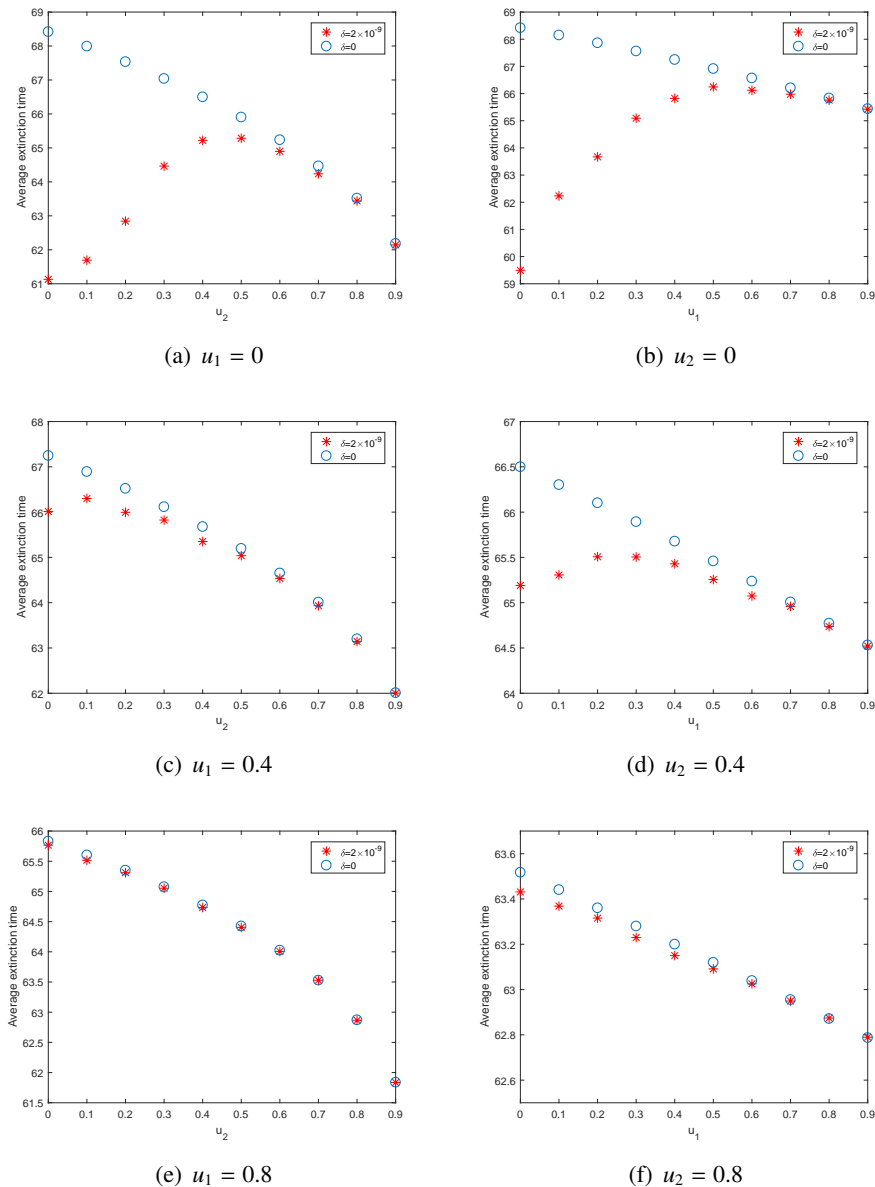 69
68
67
66
65
64
63
62
61
0 0.1 0.2 0.3 0.4 0.5 0.6 0.7 0.8 0.9
u₂
Average extinction time
δ=2×10⁻⁹
δ=0
(a) u₁ = 0
69
68
67
66
65
64
63
62
61
60
59
0 0.1 0.2 0.3 0.4 0.5 0.6 0.7 0.8 0.9
u₁
Average extinction time
δ=2×10⁻⁹
δ=0
(b) u₂ = 0
68
67
66
65
64
63
62
0 0.1 0.2 0.3 0.4 0.5 0.6 0.7 0.8 0.9
u₂
Average extinction time
δ=2×10⁻⁹
δ=0
(c) u₁ = 0.4
67
66.5
66
65.5
65
64.5
64
0 0.1 0.2 0.3 0.4 0.5 0.6 0.7 0.8 0.9
u₁
Average extinction time
δ=2×10⁻⁹
δ=0
(d) u₂ = 0.4
66
65.5
65
64.5
64
63.5
63
62.5
62
61.5
0 0.1 0.2 0.3 0.4 0.5 0.6 0.7 0.8 0.9
u₂
Average extinction time
δ=2×10⁻⁹
δ=0
(e) u₁ = 0.8
63.6
63.4
63.2
63
62.8
62.6
0 0.1 0.2 0.3 0.4 0.5 0.6 0.7 0.8 0.9
u₁
Average extinction time
δ=2×10⁻⁹
δ=0
(f) u₂ = 0.8